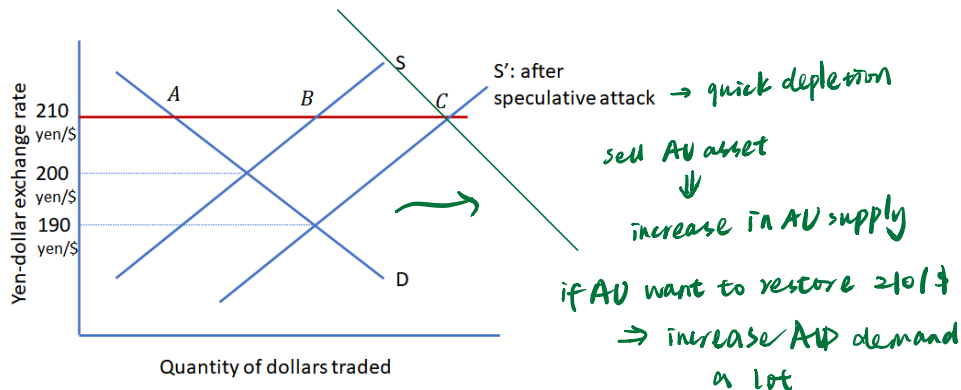 Yen-dollar exchange rate
210
yen/$
200
yen/$
190
yen/$
A
B
C
S
S’: after
speculative attack
D
Quantity of dollars traded
→ quick depletion
sell AU asset
⇓
increase in AU supply
if AU want to restore 210/$
⇒ increase AUD demand
a lot